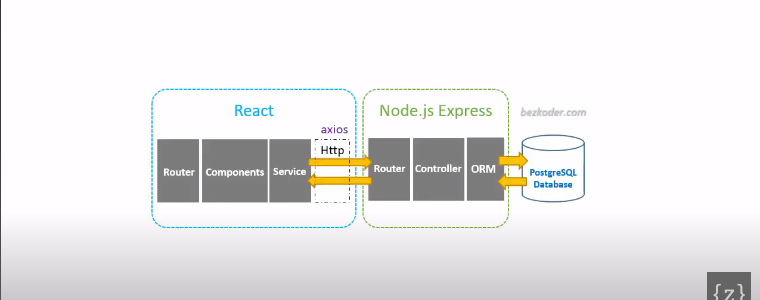 React
Node.js Express
bezkoder.com
axios
Http
Router
Components
Service
Router
Controller
ORM
PostgreSQL
Database
{z}